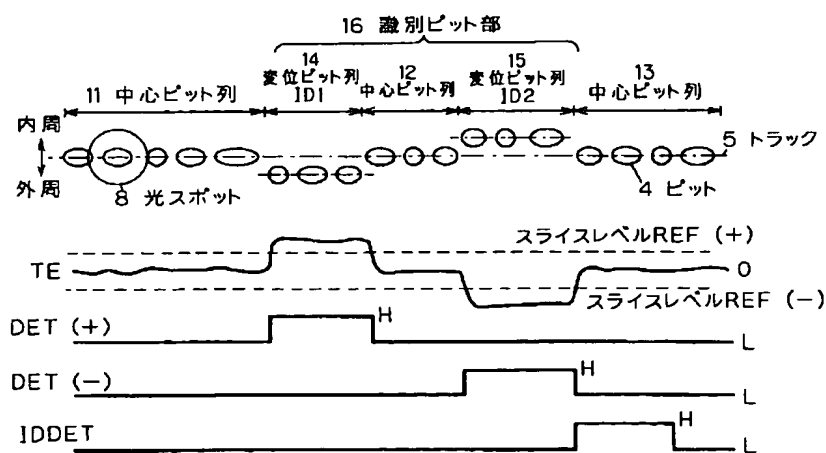 16 識別ピット部
14
変位ピット列
ID1
12
中心ピット列
15
変位ピット列
ID2
13
中心ピット列
11 中心ピット列
内周
外周
5 トラック
4 ピット
8 光スポット
スライスレベルREF (+)
TE
0
スライスレベルREF (-)
DET (+)
H
L
DET (-)
H
L
IDDET
H
L